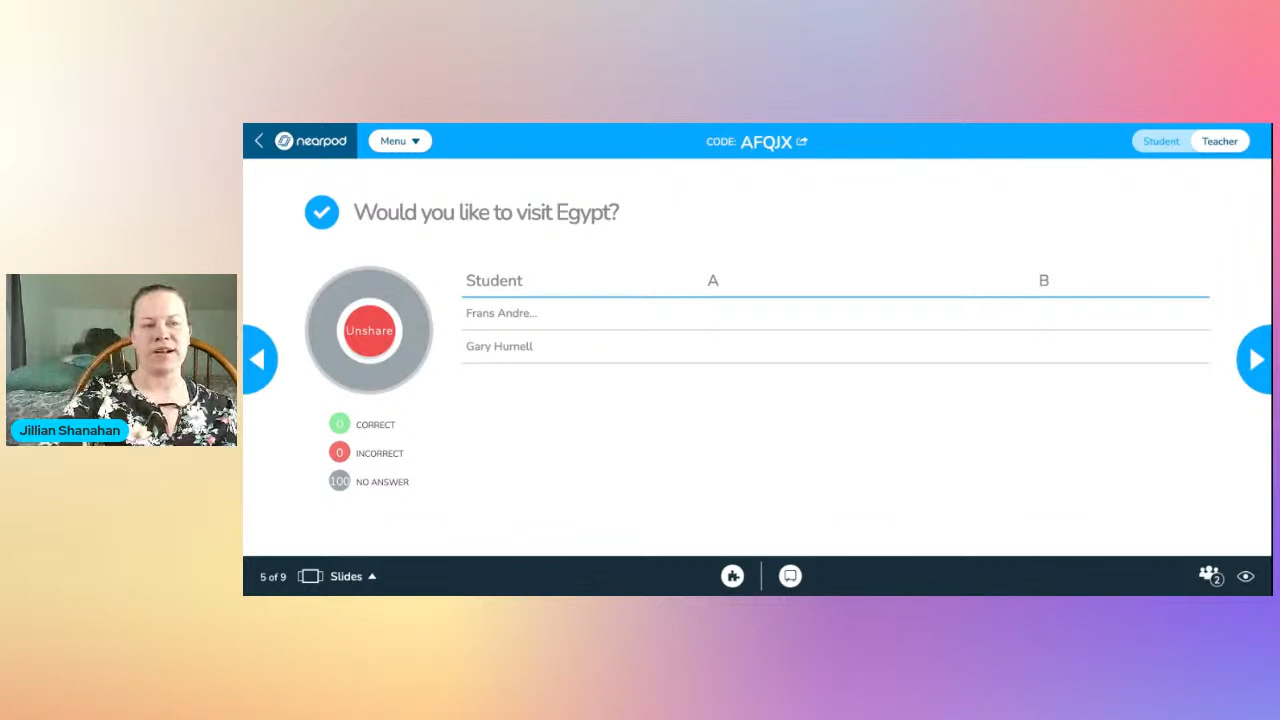 nearpod
Menu
CODE: AFQJX
Student
Teacher
Would you like to visit Egypt?
Unshare
Student A B
Frans Andre...
Gary Hurnell
0 CORRECT
0 INCORRECT
100 NO ANSWER
Jillian Shanahan
5 of 9
Slides
2